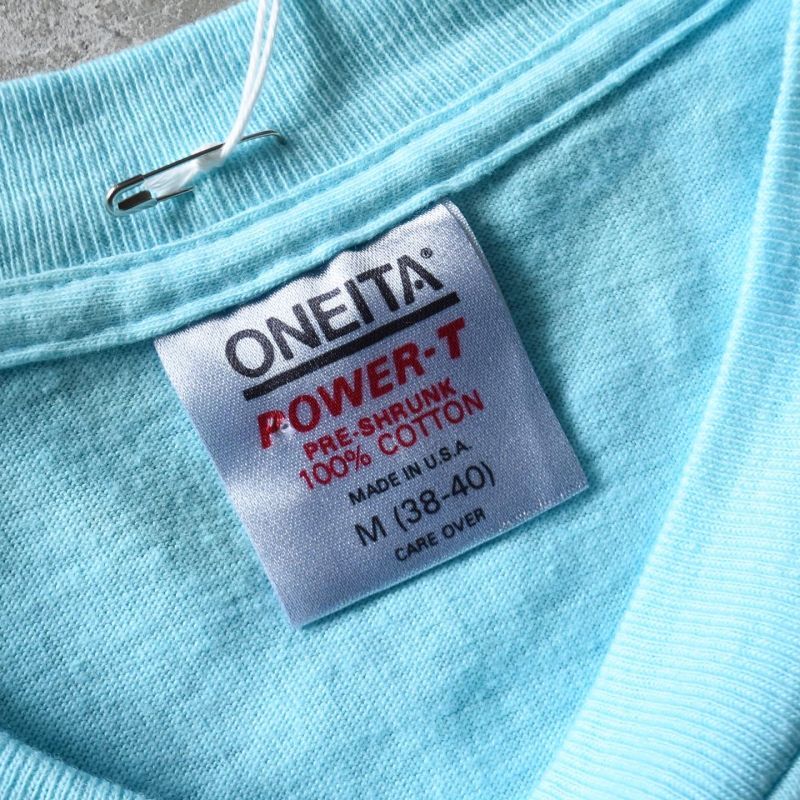 ONEITA®
POWER-T
PRE-SHRUNK
100% COTTON
MADE IN U.S.A.
M (38-40)
CARE OVER